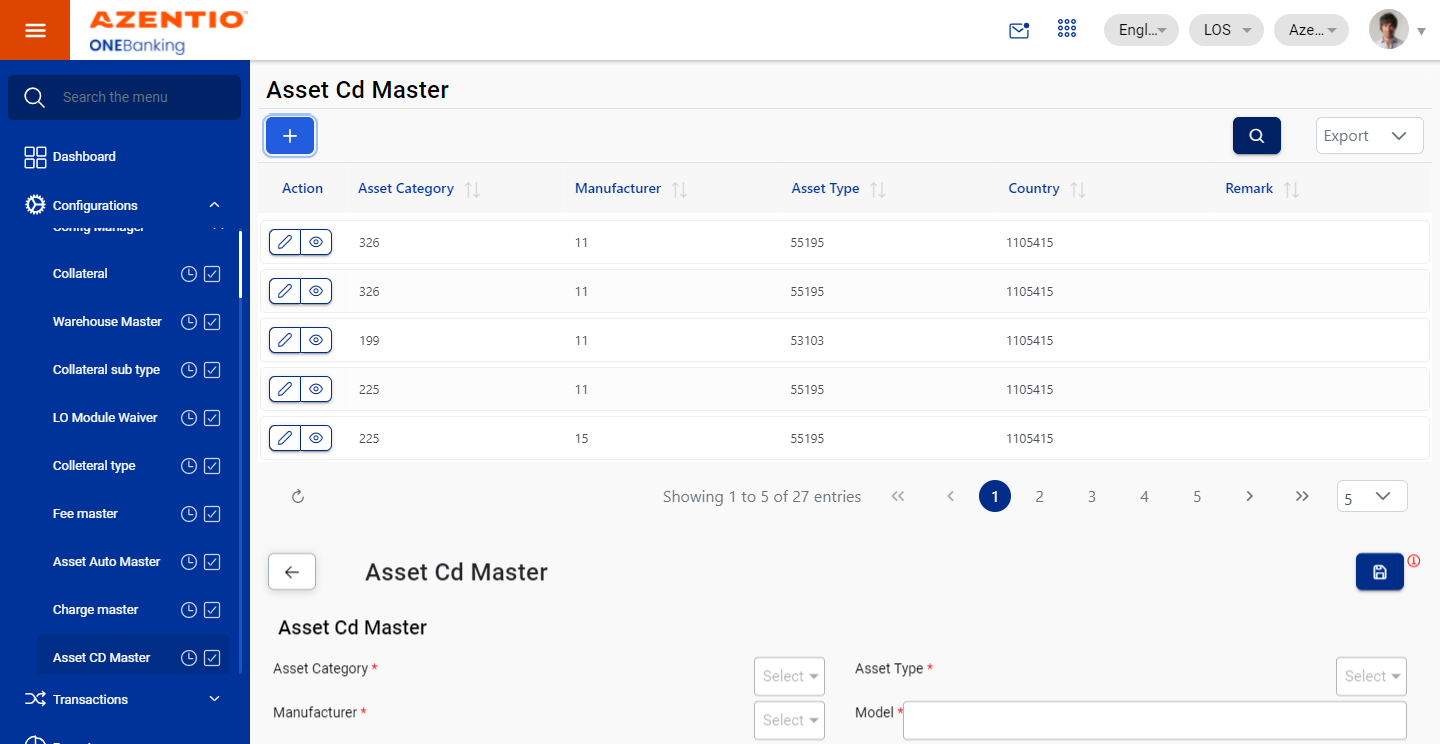 AZENTIO
ONEBanking
Engl...
LOS
Aze...
Search the menu
Dashboard
Configurations
Config Manager
Collateral
Warehouse Master
Collateral sub type
LO Module Waiver
Colleteral type
Fee master
Asset Auto Master
Charge master
Asset CD Master
Transactions
Asset Cd Master
Export
Action Asset Category Manufacturer Asset Type Country Remark
326 11 55195 1105415
326 11 55195 1105415
199 11 53103 1105415
225 11 55195 1105415
225 15 55195 1105415
Showing 1 to 5 of 27 entries << < 1 2 3 4 5 > >> 5
Asset Cd Master
Asset Cd Master
Asset Category * Select Asset Type * Select
Manufacturer * Select Model *